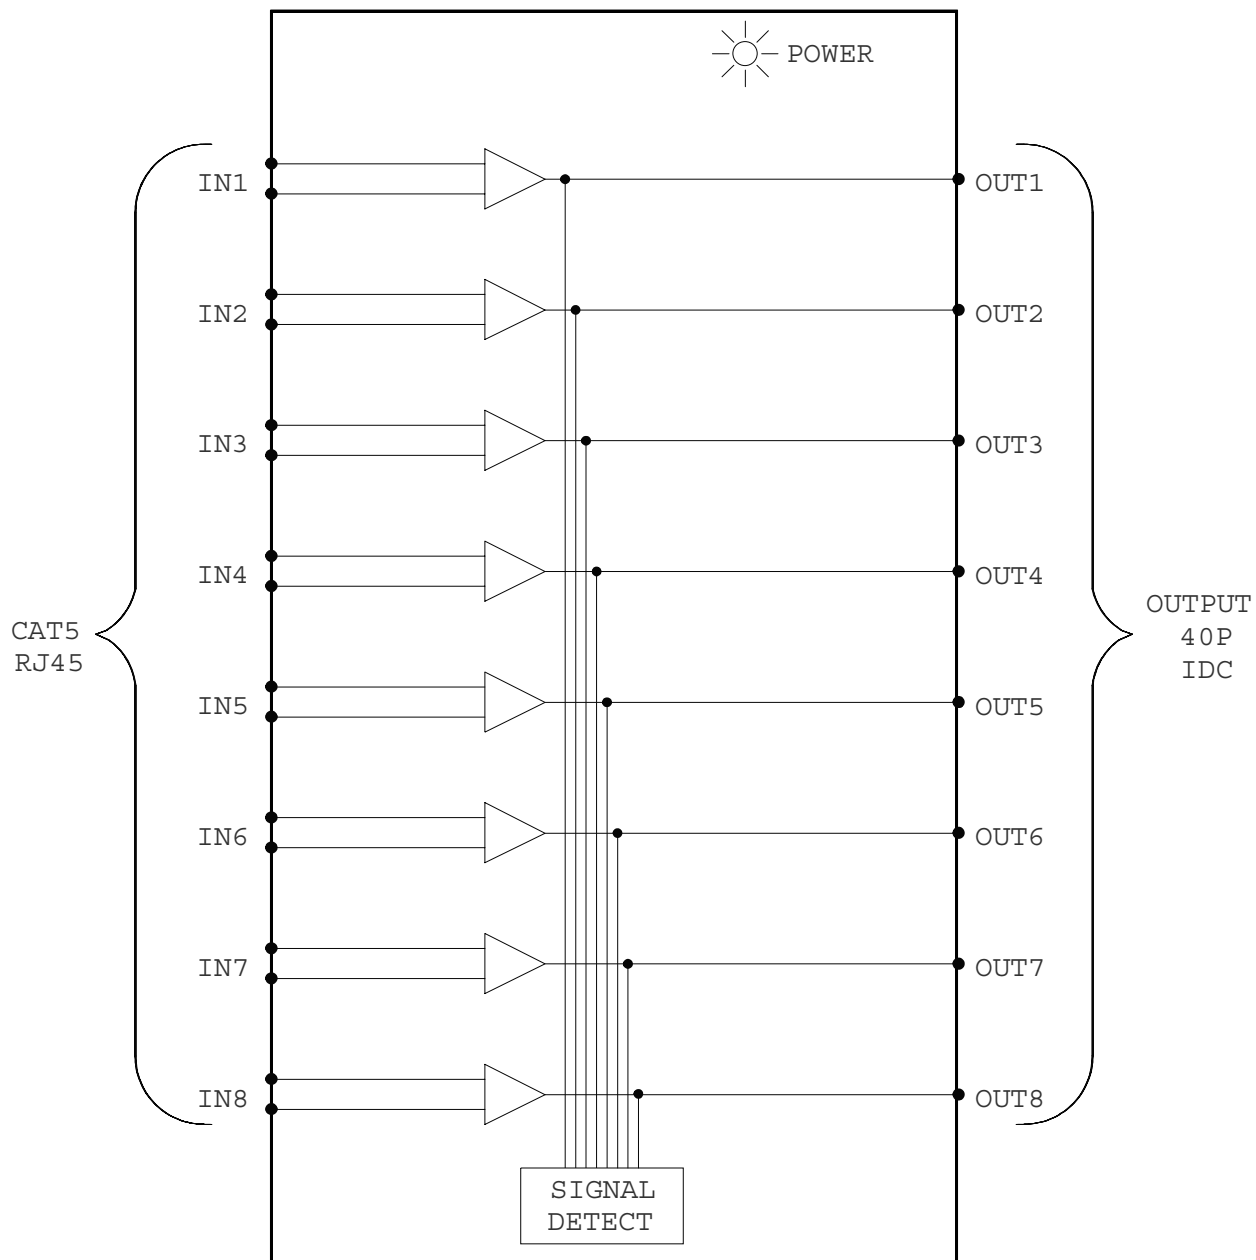 POWER
IN1
OUT1
IN2
OUT2
IN3
OUT3
IN4
OUT4
CAT5
RJ45
OUTPUT
40P
IDC
IN5
OUT5
IN6
OUT6
IN7
OUT7
IN8
OUT8
SIGNAL
DETECT